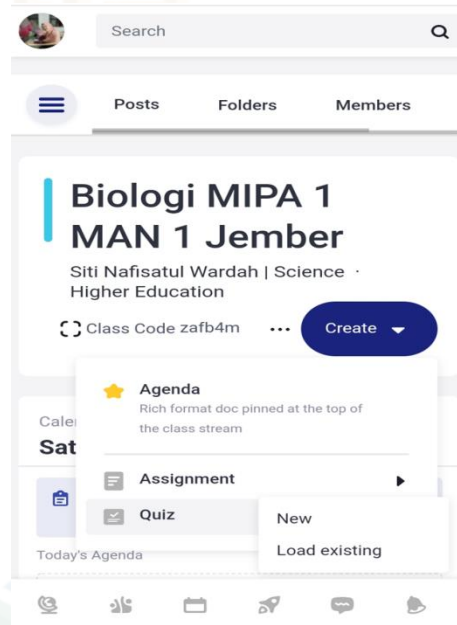 Search
Posts Folders Members
Biologi MIPA 1
MAN 1 Jember
Siti Nafisatul Wardah | Science ·
Higher Education
Class Code zafb4m ... Create
Agenda
Rich format doc pinned at the top of
the class stream
Sat
Assignment
Quiz
New
Load existing
Today's Agenda